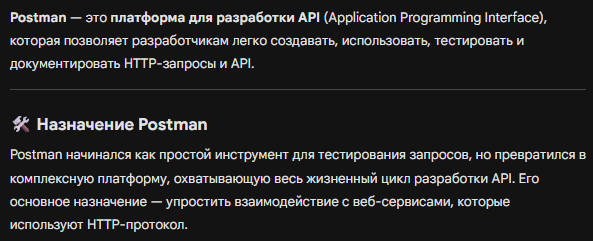 Postman — это платформа для разработки API (Application Programming Interface),
которая позволяет разработчикам легко создавать, использовать, тестировать и
документировать HTTP-запросы и API.
🛠 Назначение Postman
Postman начинался как простой инструмент для тестирования запросов, но превратился в
комплексную платформу, охватывающую весь жизненный цикл разработки API. Его
основное назначение — упростить взаимодействие с веб-сервисами, которые
используют HTTP-протокол.